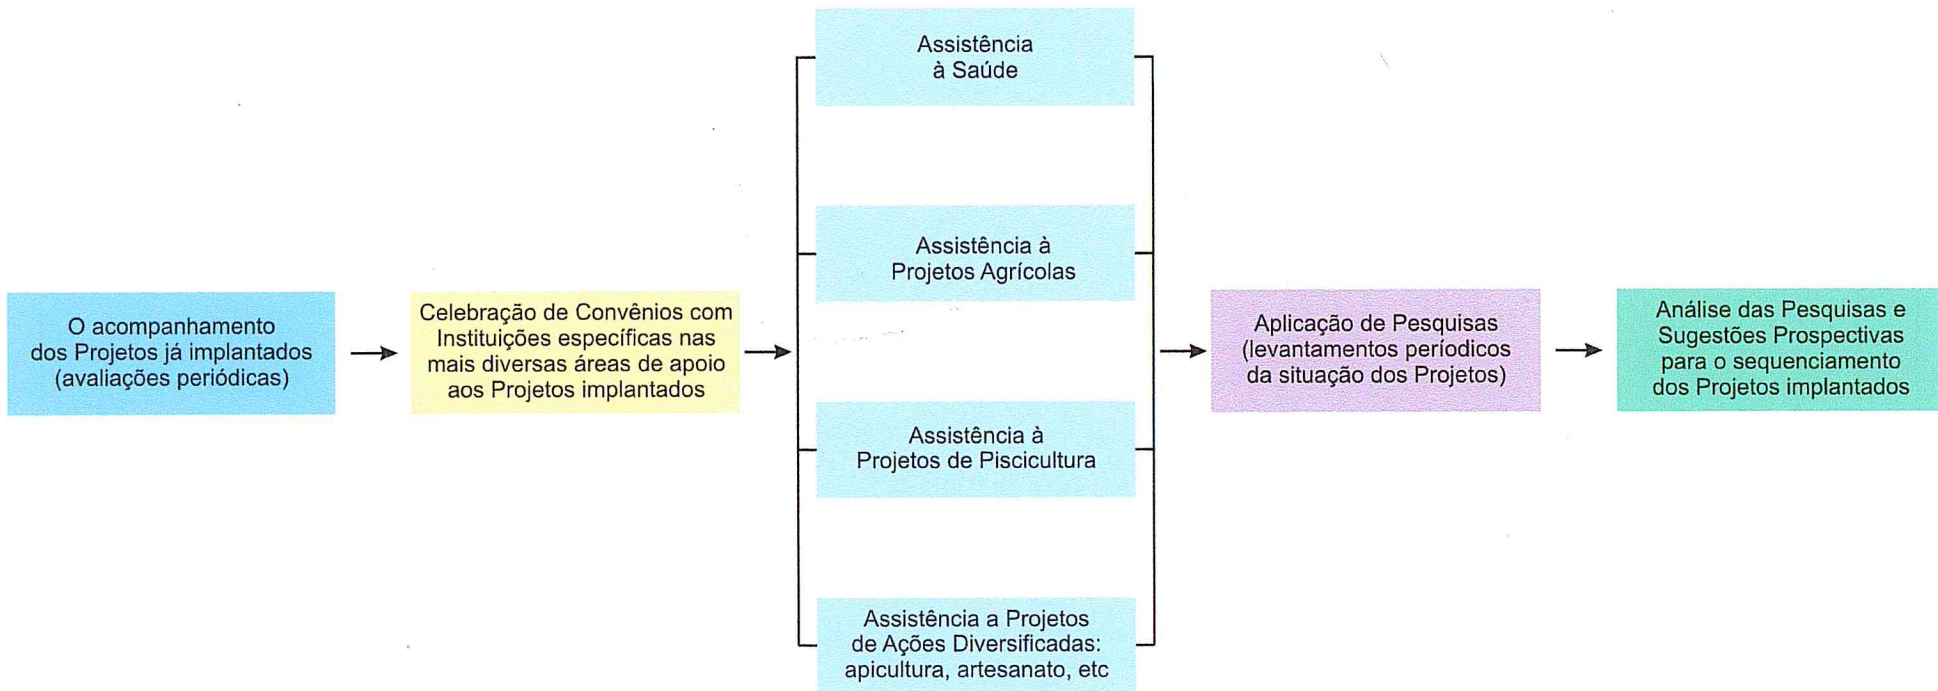 O acompanhamento
dos Projetos já implantados
(avaliações periódicas)
Celebração de Convênios com
Instituições específicas nas
mais diversas áreas de apoio
aos Projetos implantados
Assistência
à Saúde
Assistência à
Projetos Agrícolas
Assistência à
Projetos de Piscicultura
Assistência a Projetos
de Ações Diversificadas:
apicultura, artesanato, etc
Aplicação de Pesquisas
(levantamentos períodicos
da situação dos Projetos)
Análise das Pesquisas e
Sugestões Prospectivas
para o sequenciamento
dos Projetos implantados